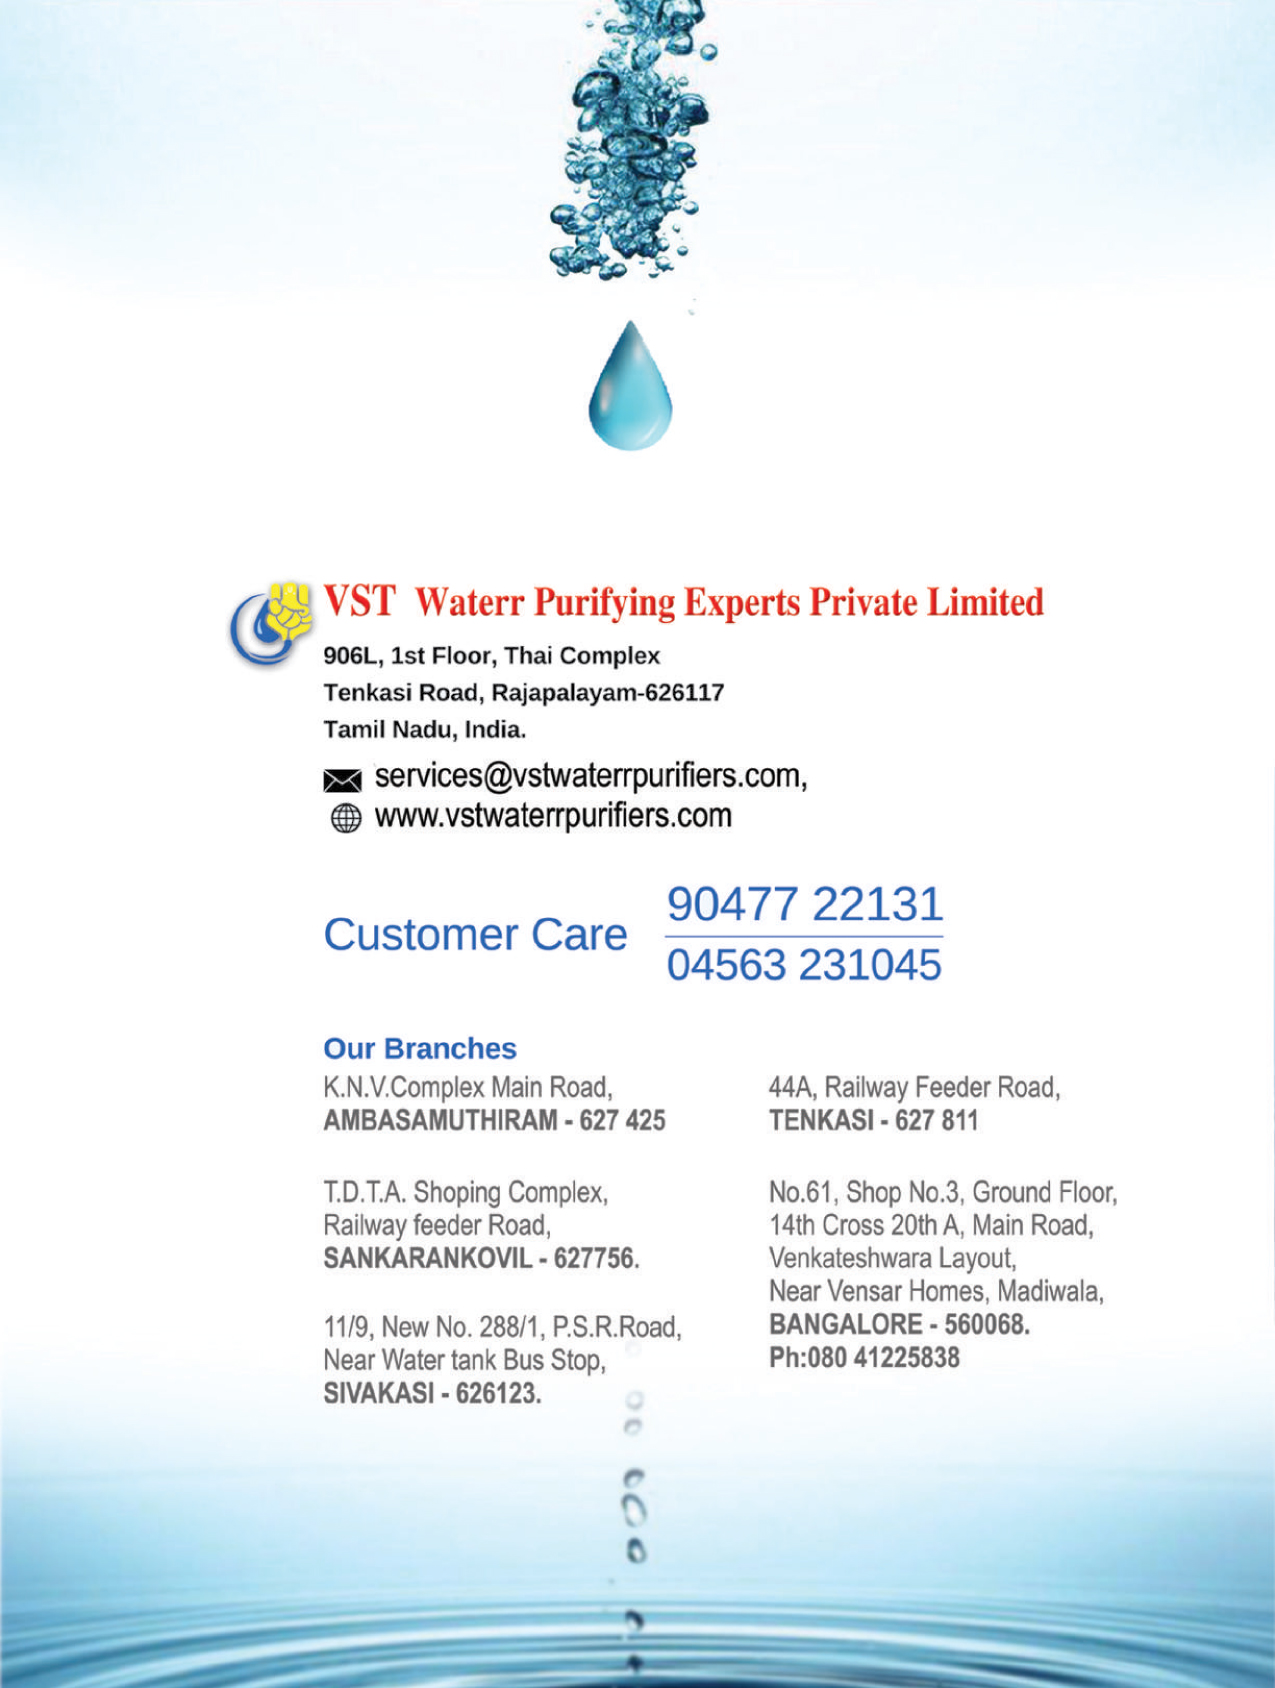 VST Waterr Purifying Experts Private Limited
906L, 1st Floor, Thai Complex
Tenkasi Road, Rajapalayam-626117
Tamil Nadu, India.
services@vstwaterrpurifiers.com,
www.vstwaterrpurifiers.com
Customer Care
90477 22131
04563 231045
Our Branches
K.N.V.Complex Main Road,
AMBASAMUTHIRAM - 627 425
T.D.T.A. Shoping Complex,
Railway feeder Road,
SANKARANKOVIL - 627756.
11/9, New No. 288/1, P.S.R.Road,
Near Water tank Bus Stop,
SIVAKASI - 626123.
44A, Railway Feeder Road,
TENKASI - 627 811
No.61, Shop No.3, Ground Floor,
14th Cross 20th A, Main Road,
Venkateshwara Layout,
Near Vensar Homes, Madiwala,
BANGALORE - 560068.
Ph:080 41225838